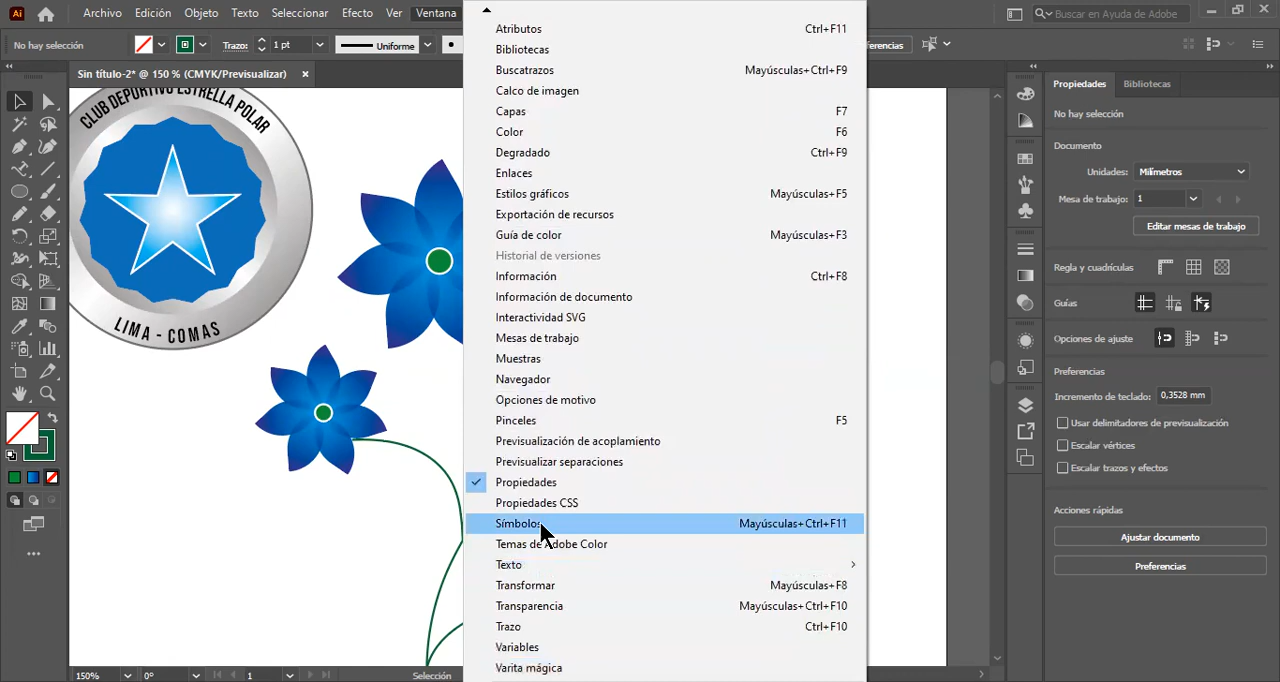 Ai
Archivo
Edición
Objeto
Texto
Seleccionar
Efecto
Ver
Ventana
Buscar en Ayuda de Adobe
No hay selección
Trazo:
1 pt
Uniforme
erencias
Sin título-2* @ 150 % (CMYK/Previsualizar)
CLUB DEPORTIVO ESTRELLA POLAR
LIMA - COMAS
Atributos Ctrl+F11
Bibliotecas
Buscatrazos Mayúsculas+Ctrl+F9
Calco de imagen
Capas F7
Color F6
Degradado Ctrl+F9
Enlaces
Estilos gráficos Mayúsculas+F5
Exportación de recursos
Guía de color Mayúsculas+F3
Historial de versiones
Información Ctrl+F8
Información de documento
Interactividad SVG
Mesas de trabajo
Muestras
Navegador
Opciones de motivo
Pinceles F5
Previsualización de acoplamiento
Previsualizar separaciones
Propiedades
Propiedades CSS
Símbolos Mayúsculas+Ctrl+F11
Temas de Adobe Color
Texto
Transformar Mayúsculas+F8
Transparencia Mayúsculas+Ctrl+F10
Trazo Ctrl+F10
Variables
Varita mágica
Propiedades
Bibliotecas
No hay selección
Documento
Unidades: Milímetros
Mesa de trabajo: 1
Editar mesas de trabajo
Regla y cuadrículas
Guías
Opciones de ajuste
Preferencias
Incremento de teclado: 0,3528 mm
Usar delimitadores de previsualización
Escalar vértices
Escalar trazos y efectos
Acciones rápidas
Ajustar documento
Preferencias
150%
0°
1
Selección